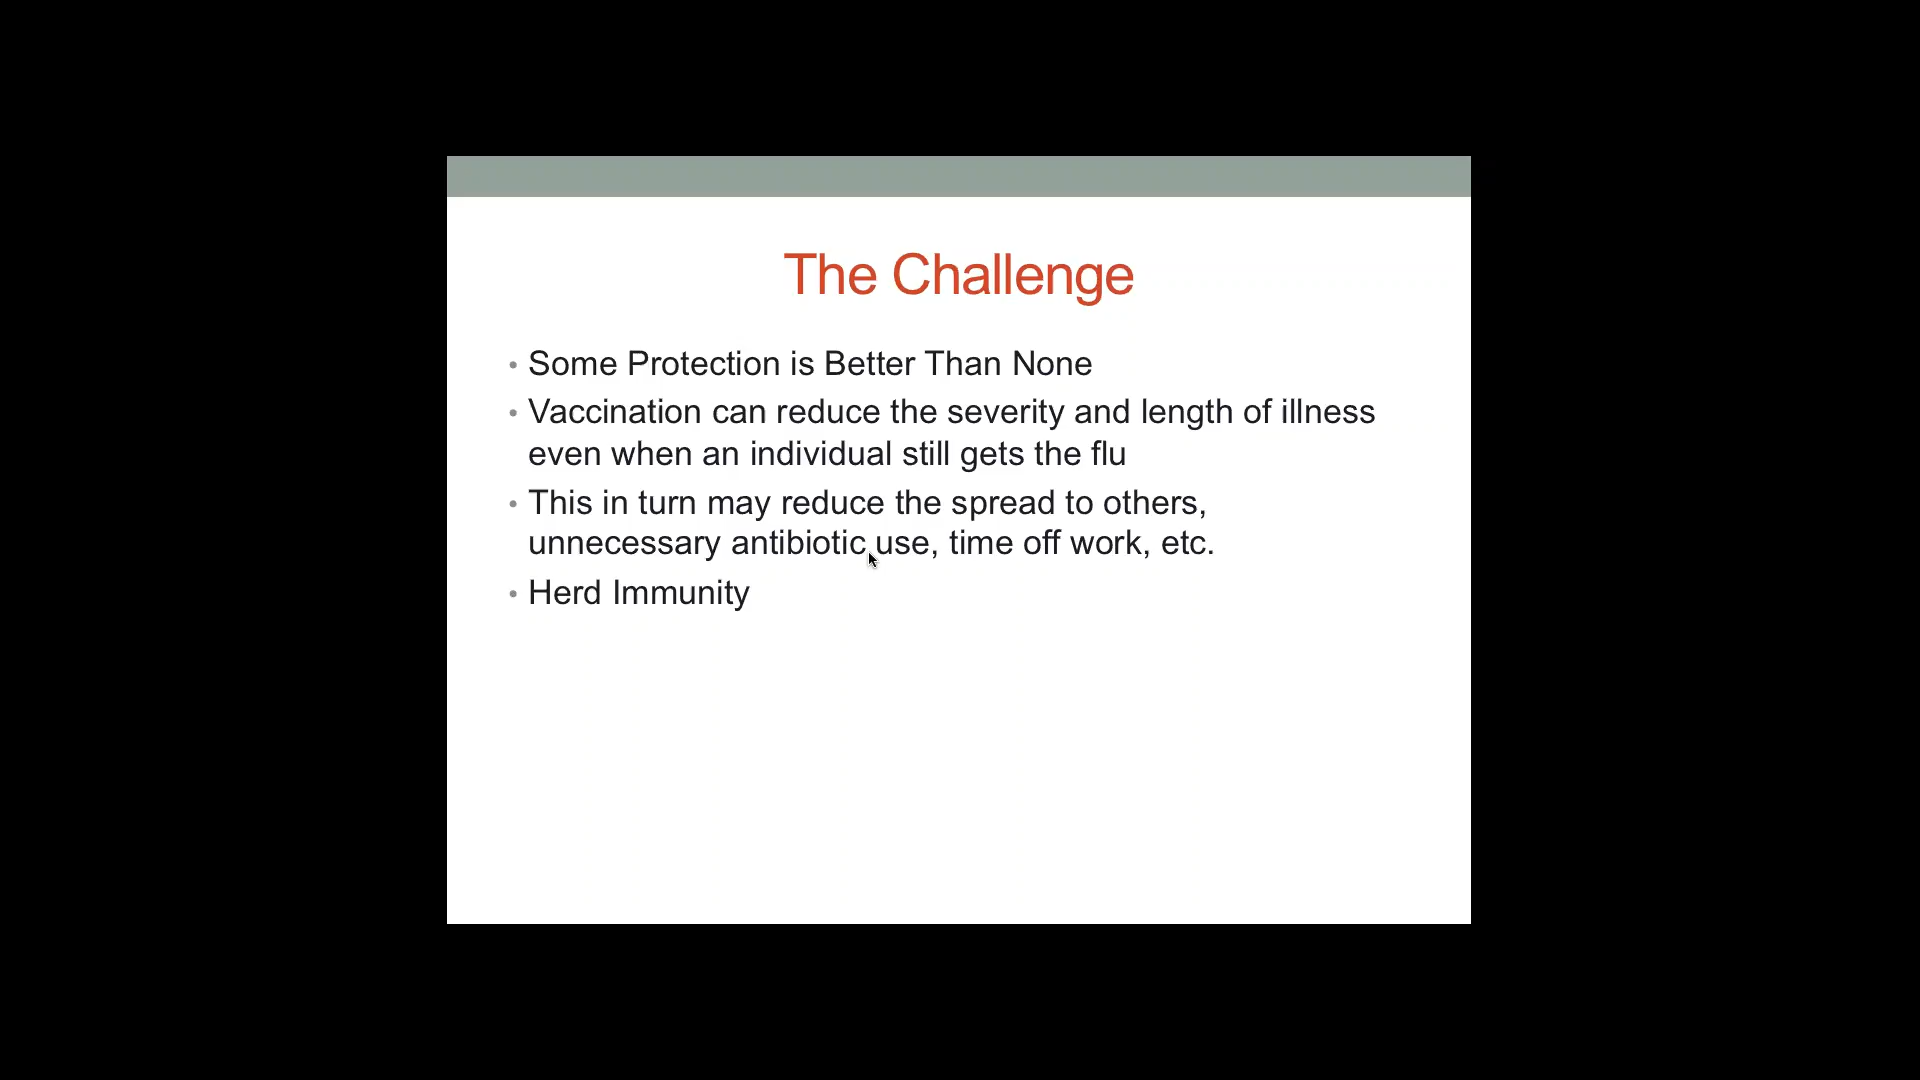 The Challenge
• Some Protection is Better Than None
• Vaccination can reduce the severity and length of illness
even when an individual still gets the flu
• This in turn may reduce the spread to others,
unnecessary antibiotic use, time off work, etc.
• Herd Immunity